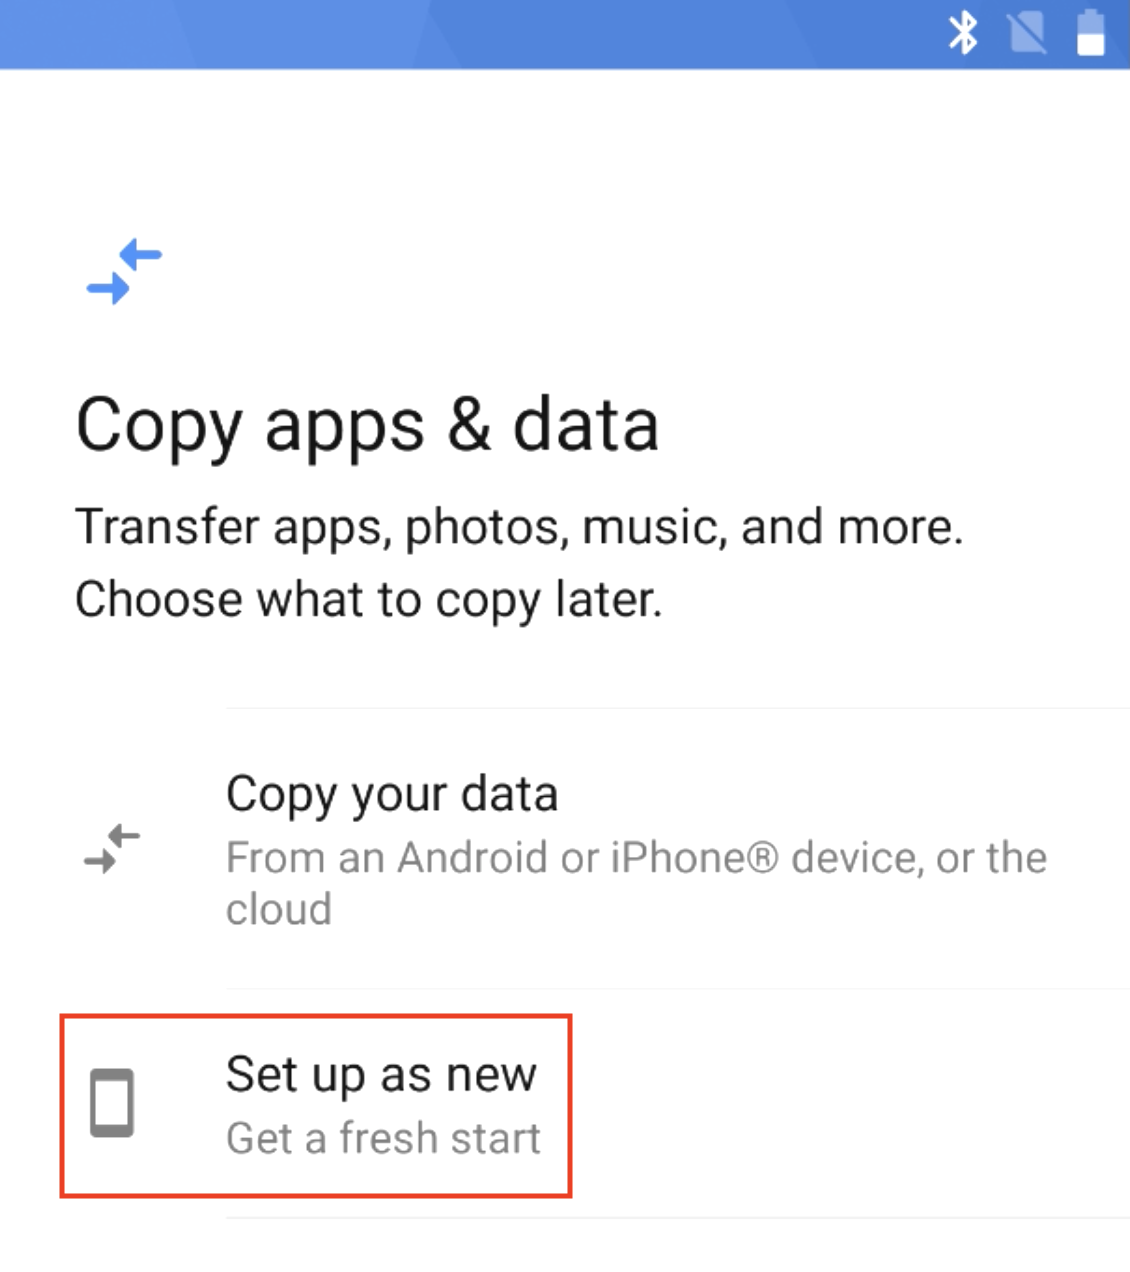 Copy apps & data
Transfer apps, photos, music, and more.
Choose what to copy later.
Copy your data
From an Android or iPhone® device, or the
cloud
Set up as new
Get a fresh start